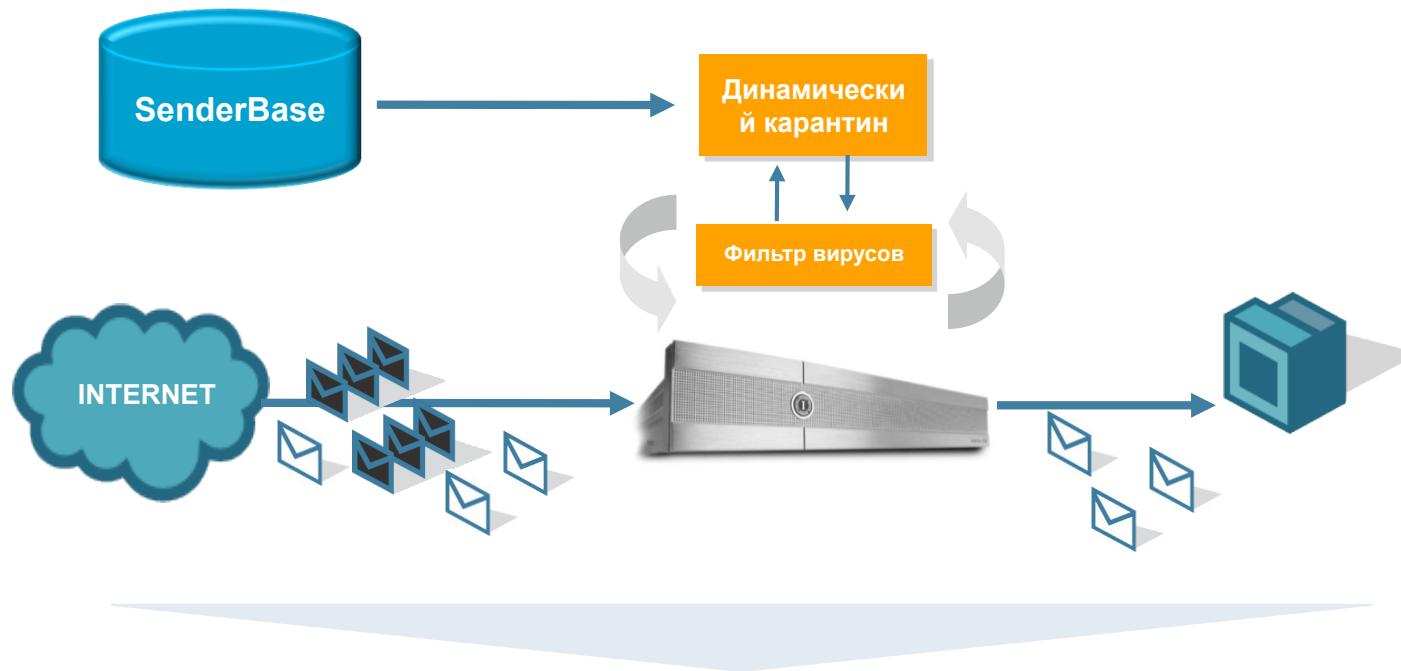 SenderBase
Динамически
й карантин
Фильтр вирусов
INTERNET